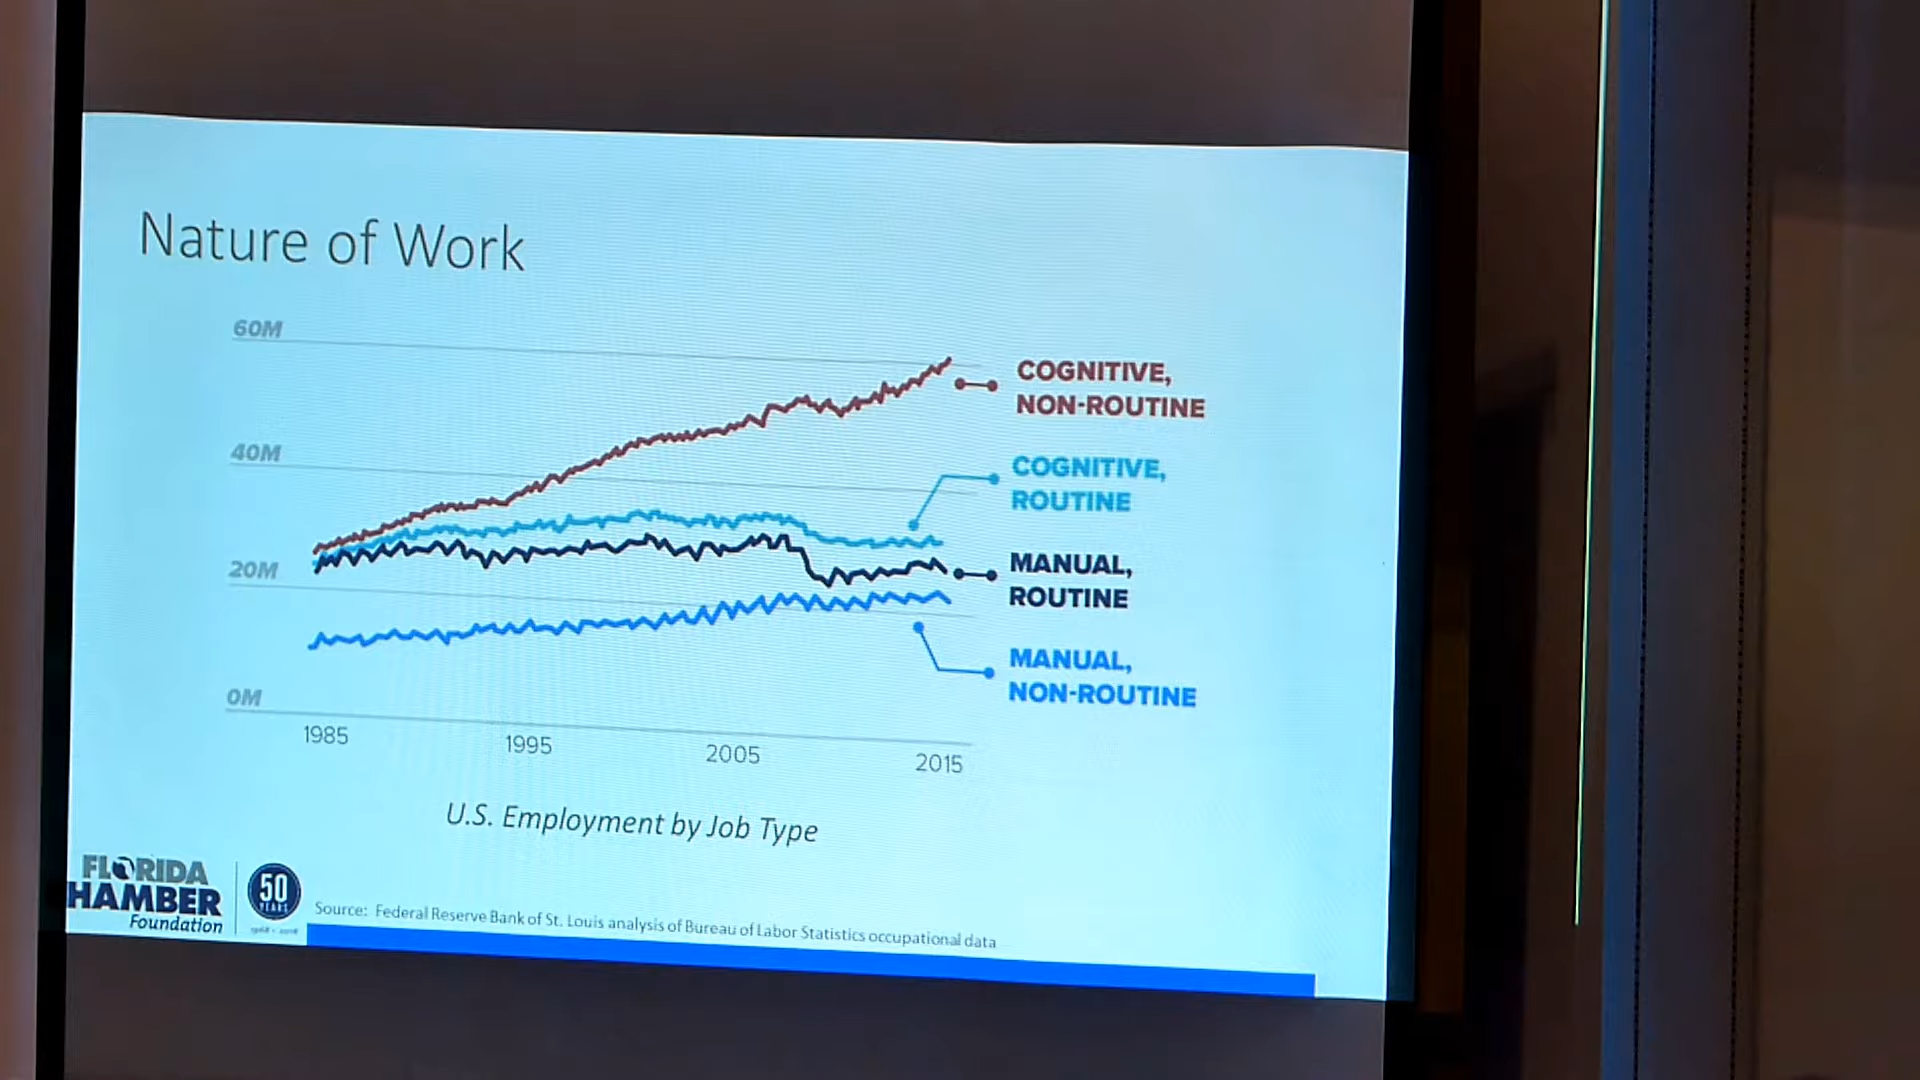 Nature of Work
60M
40M
20M
0M
1985
1995
2005
2015
COGNITIVE,
NON-ROUTINE
COGNITIVE,
ROUTINE
MANUAL,
ROUTINE
MANUAL,
NON-ROUTINE
U.S. Employment by Job Type
FLORIDA
HAMBER
Foundation
50
YEARS
Source: Federal Reserve Bank of St. Louis analysis of Bureau of Labor Statistics occupational data